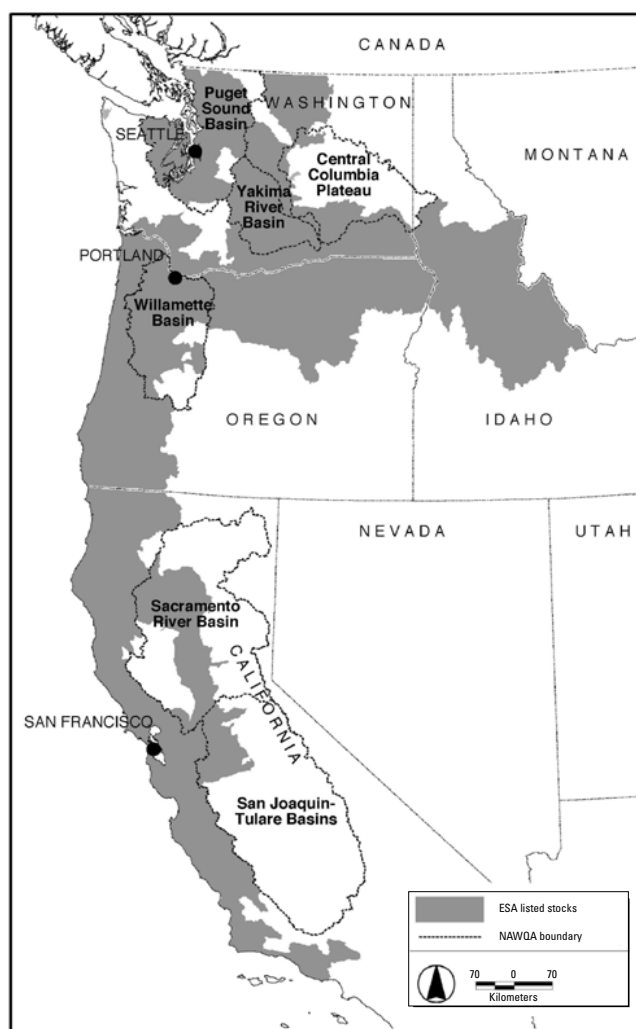 CANADA
Puget
Sound
Basin
WASHINGTON
SEATTLE
MONTANA
Central
Columbia
Plateau
Yakima
River
Basin
PORTLAND
Willamette
Basin
OREGON
IDAHO
NEVADA
UTAH
Sacramento
River Basin
CALIFORNIA
SAN FRANCISCO
San Joaquin-
Tulare Basins
ESA listed stocks
NAWQA boundary
70 0 70
Kilometers